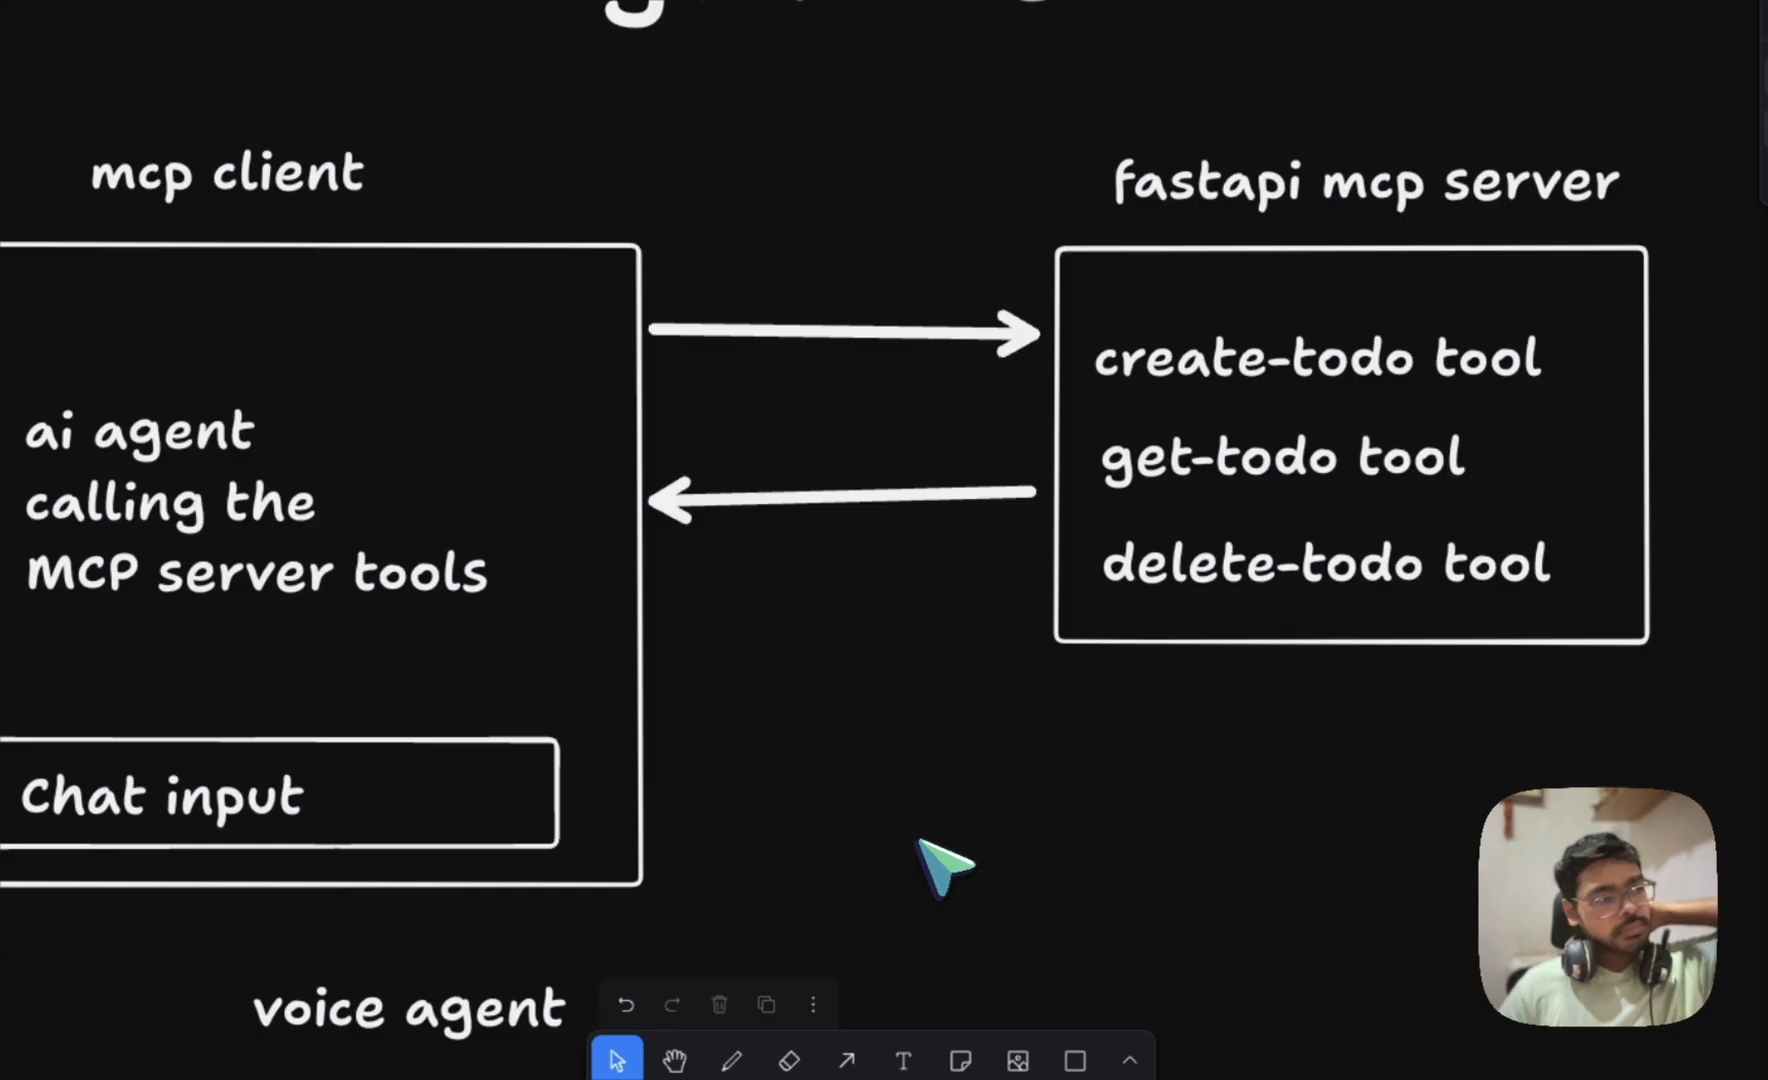 mcp client
fastapi mcp server
create-todo tool
get-todo tool
delete-todo tool
ai agent
calling the
MCP server tools
Chat input
voice agent